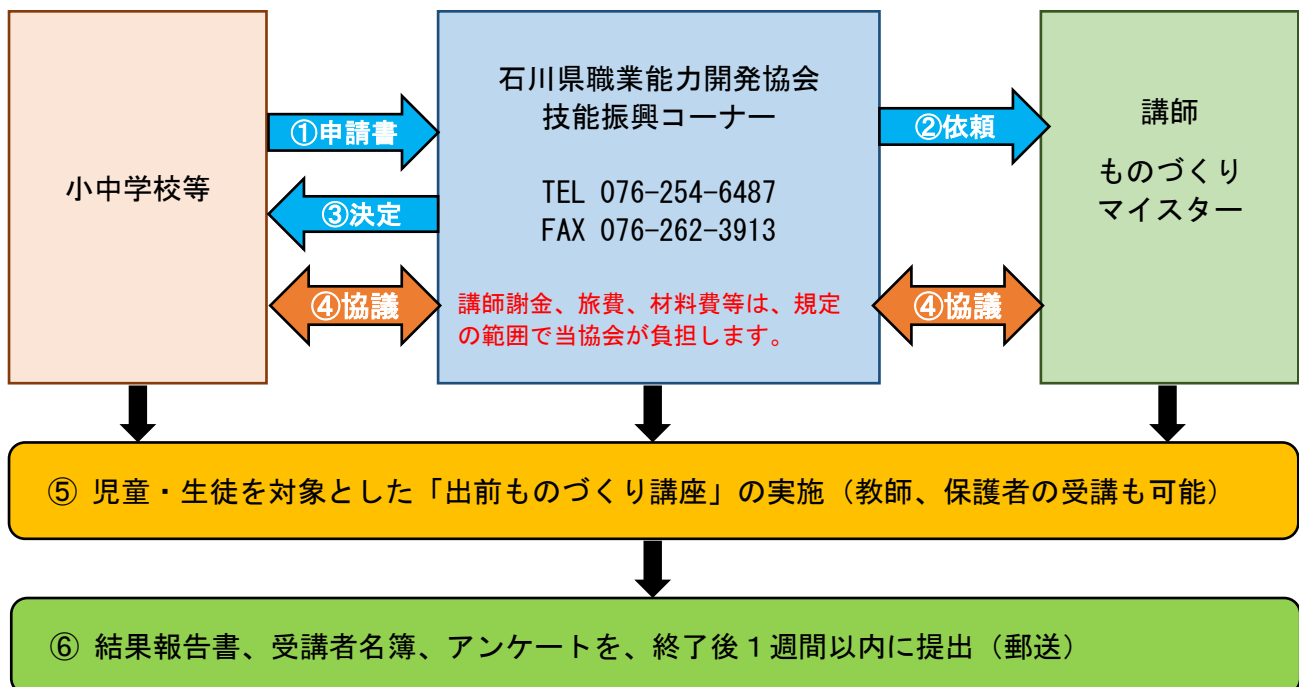 小中学校等
①申請書
③決定
④協議
石川県職業能力開発協会
技能振興コーナー
TEL 076-254-6487
FAX 076-262-3913
講師謝金、旅費、材料費等は、規定
の範囲で当協会が負担します。
②依頼
④協議
講師
ものづくり
マイスター
⑤ 児童・生徒を対象とした「出前ものづくり講座」の実施（教師、保護者の受講も可能）
⑥ 結果報告書、受講者名簿、アンケートを、終了後１週間以内に提出（郵送）